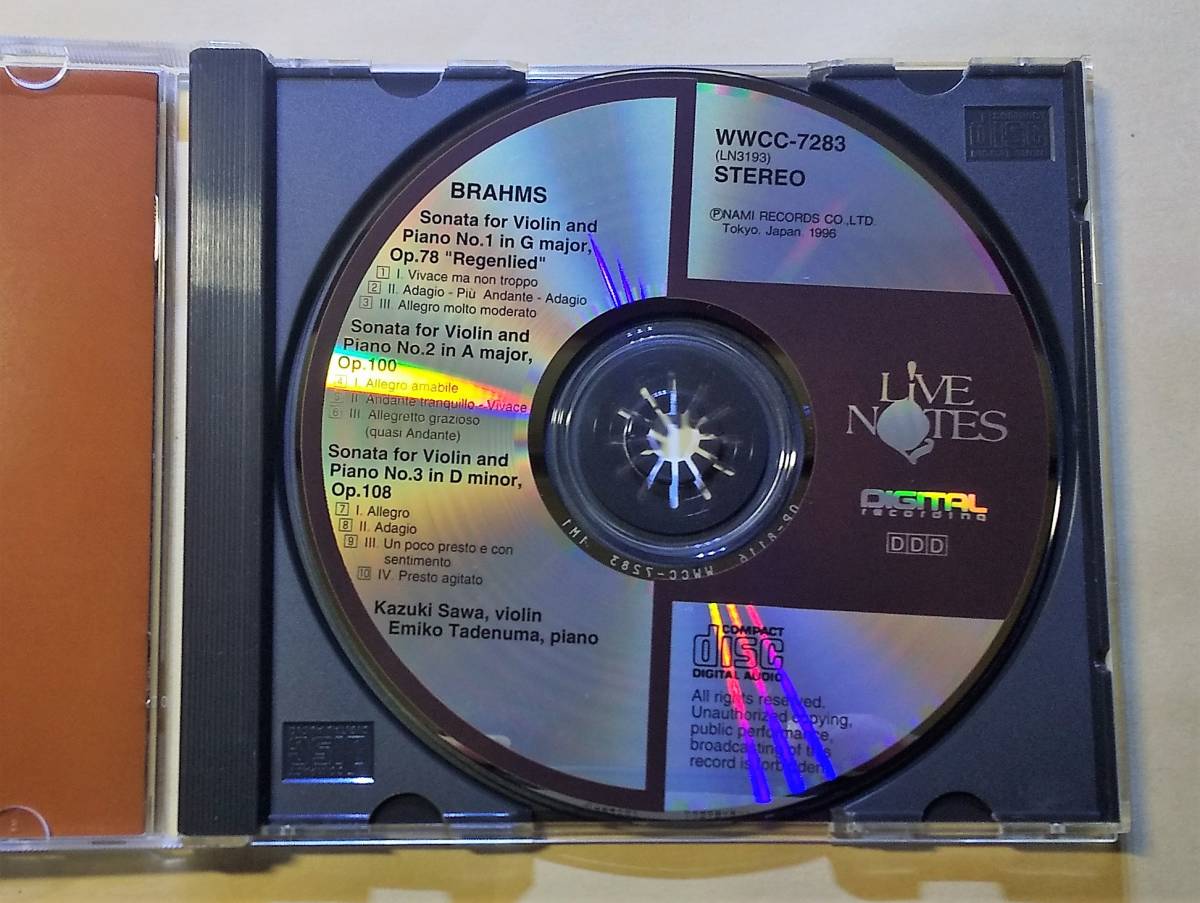 BRAHMS
Sonata for Violin and
Piano No.1 in G major,
Op.78 "Regenlied"
1 I. Vivace ma non troppo
2 II. Adagio - Più Andante - Adagio
3 III. Allegro molto moderato
Sonata for Violin and
Piano No.2 in A major,
Op.100
4 I. Allegro amabile
5 II. Andante tranquillo - Vivace
6 III. Allegretto grazioso
(quasi Andante)
Sonata for Violin and
Piano No.3 in D minor,
Op.108
7 I. Allegro
8 II. Adagio
9 III. Un poco presto e con
sentimento
10 IV. Presto agitato
Kazuki Sawa, violin
Emiko Tadenuma, piano
WWCC-7283
(LN3193)
STEREO
ⓅNAMI RECORDS CO.,LTD.
Tokyo, Japan 1996
LiVE
NOTES
DIGITAL
recording
DDD
COMPACT
disc
DIGITAL AUDIO
All rights reserved.
Unauthorized copying,
public performance,
broadcasting of this
record is forbidden.
WWCC-7283 1M1
COMPACT
disc